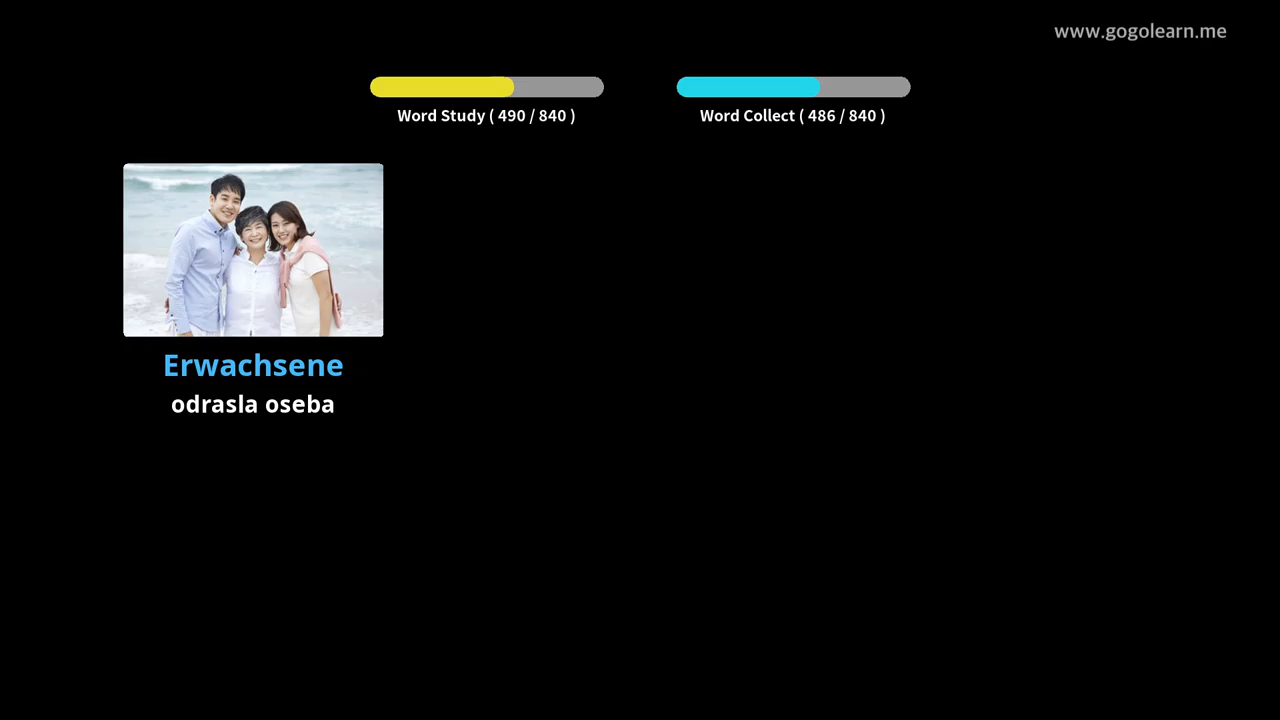 www.gogolearn.me
Word Study ( 490 / 840 )
Word Collect ( 486 / 840 )
Erwachsene
odrasla oseba